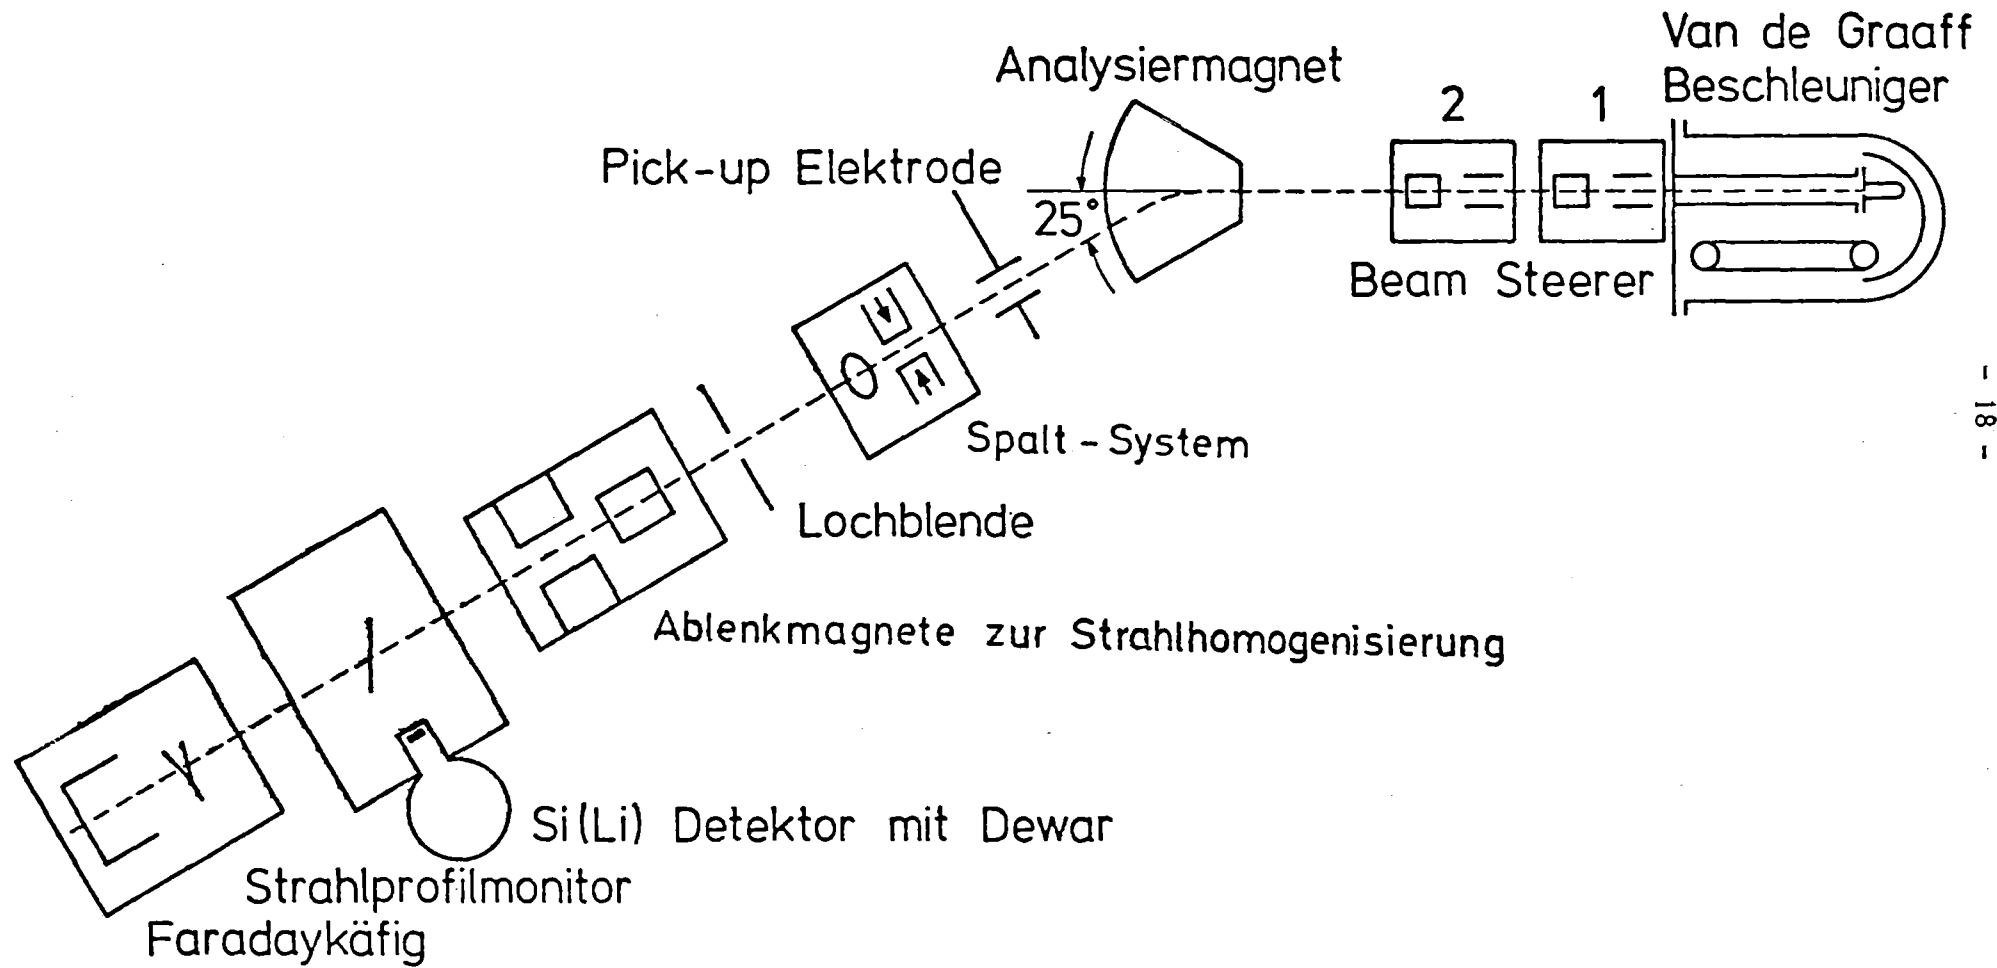 Van de Graaff
Beschleuniger
Analysiermagnet
2
1
Pick-up Elektrode
25°
Beam Steerer
- 18 -
Spalt-System
Lochblende
Ablenkmagnete zur Strahlhomogenisierung
Si(Li) Detektor mit Dewar
Strahlprofilmonitor
Faradaykäfig